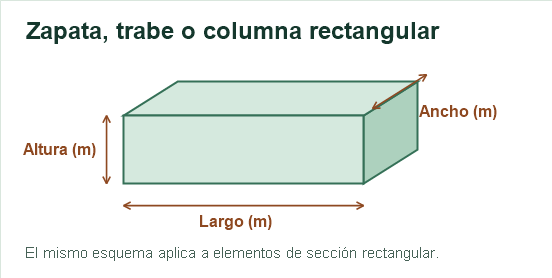 Zapata, trabe o columna rectangular
Ancho (m)
Altura (m)
Largo (m)
El mismo esquema aplica a elementos de sección rectangular.